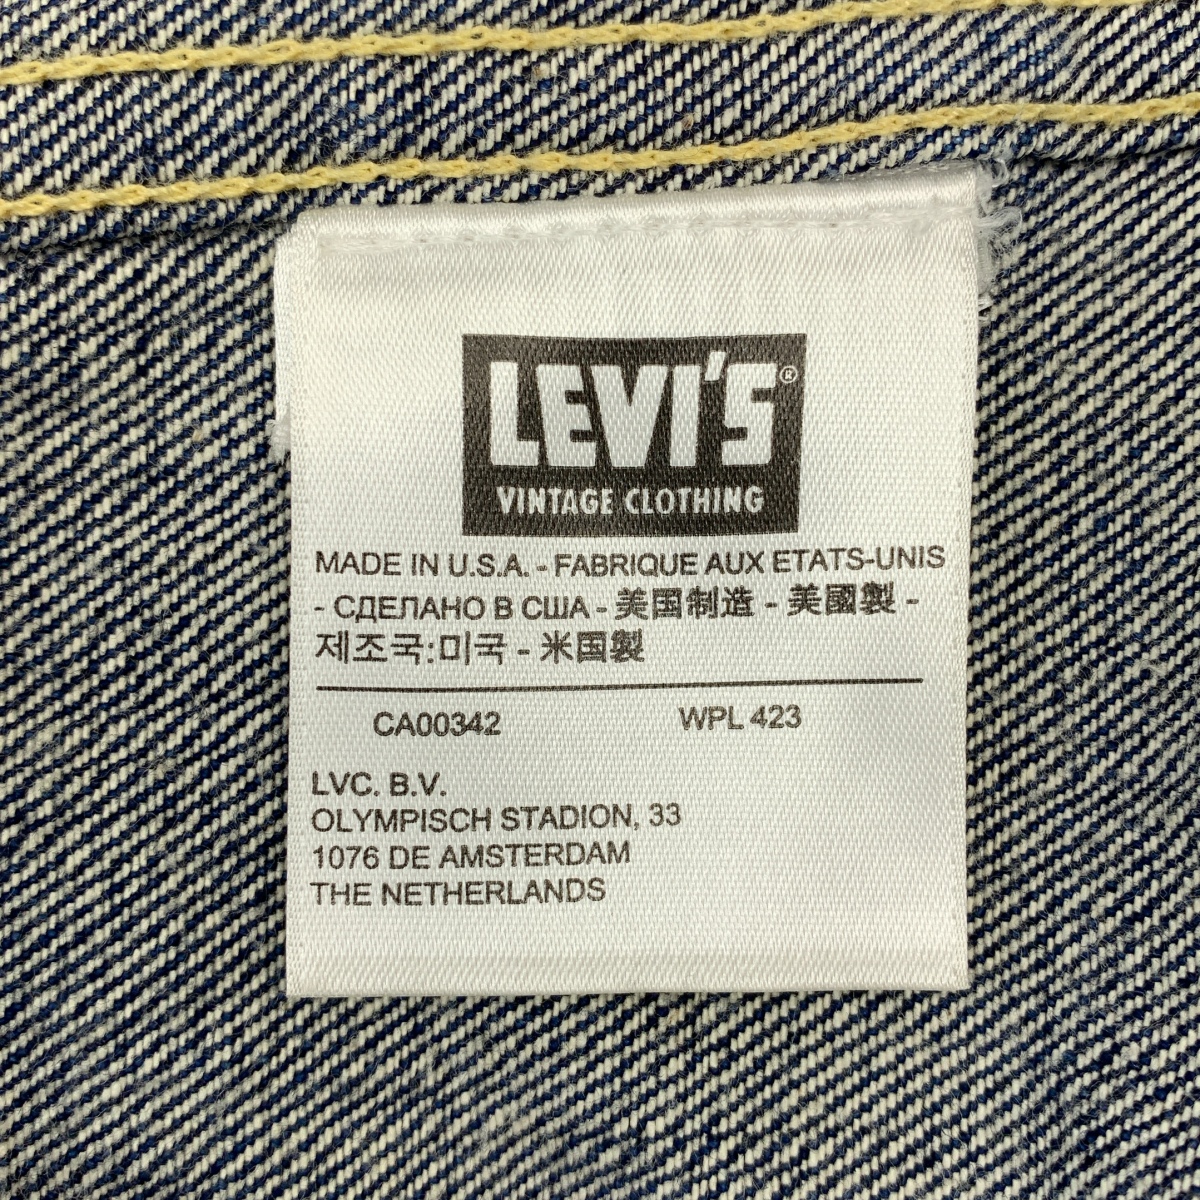 LEVI'S®
VINTAGE CLOTHING
MADE IN U.S.A. - FABRIQUE AUX ETATS-UNIS
- СДЕЛАНО В США - 美国制造 - 美國製 -
제조국:미국 - 米国製
CA00342 WPL 423
LVC. B.V.
OLYMPISCH STADION, 33
1076 DE AMSTERDAM
THE NETHERLANDS